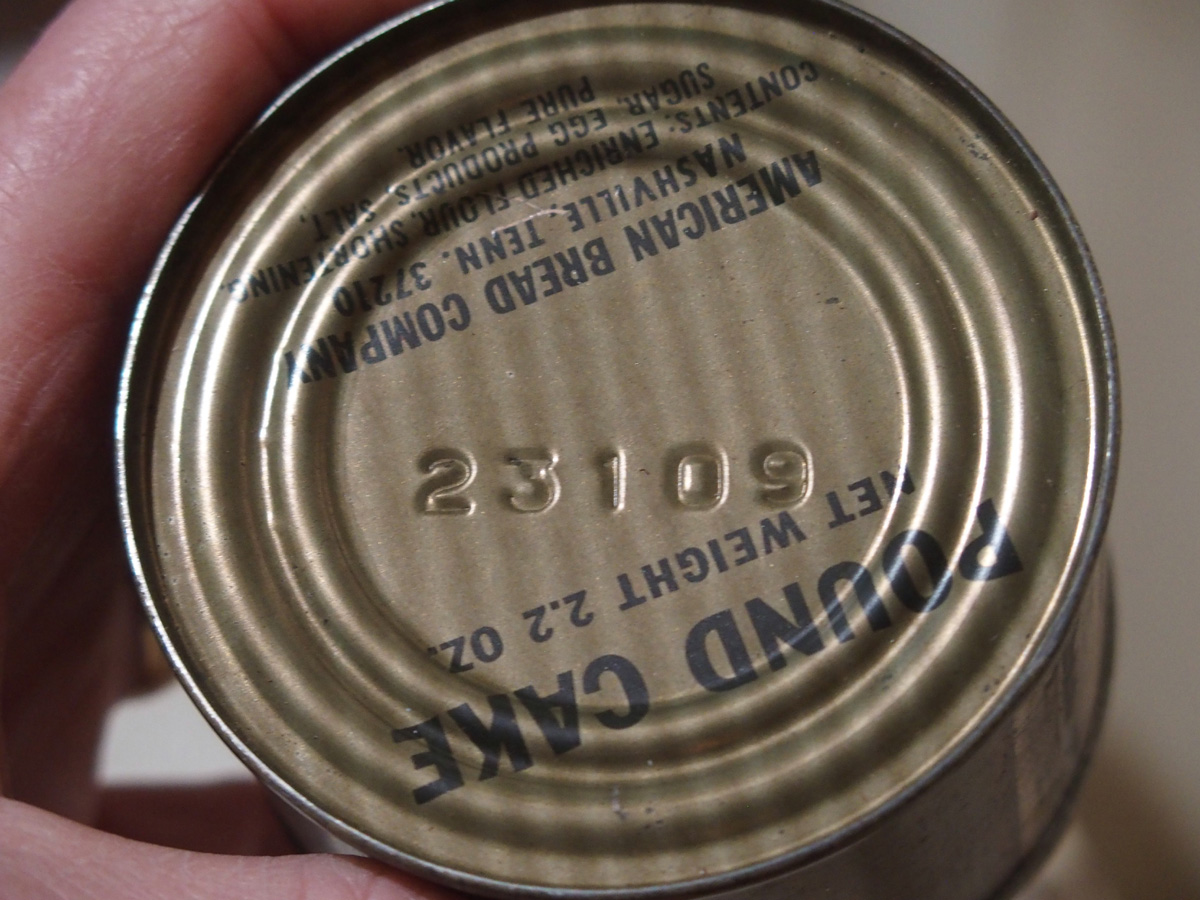 POUND CAKE
NET WEIGHT 2.2 OZ.
23109
AMERICAN BREAD COMPANY
NASHVILLE, TENN. 37210
CONTENTS: ENRICHED FLOUR, SHORTENING,
SUGAR, EGG PRODUCTS, SALT,
PURE FLAVOR.